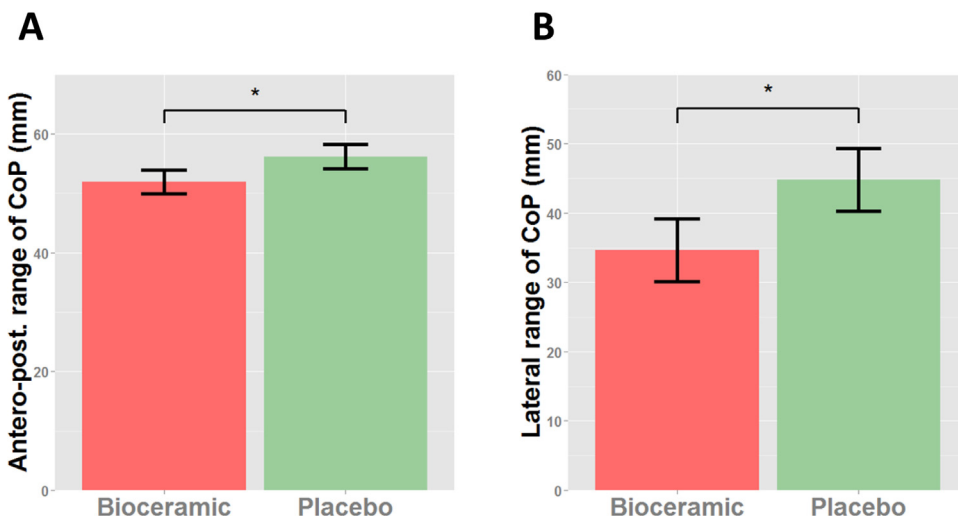 A
B
Antero-post. range of CoP (mm)
60
40
20
0
*
Bioceramic
Placebo
Lateral range of CoP (mm)
60
50
40
30
20
10
0
*
Bioceramic
Placebo